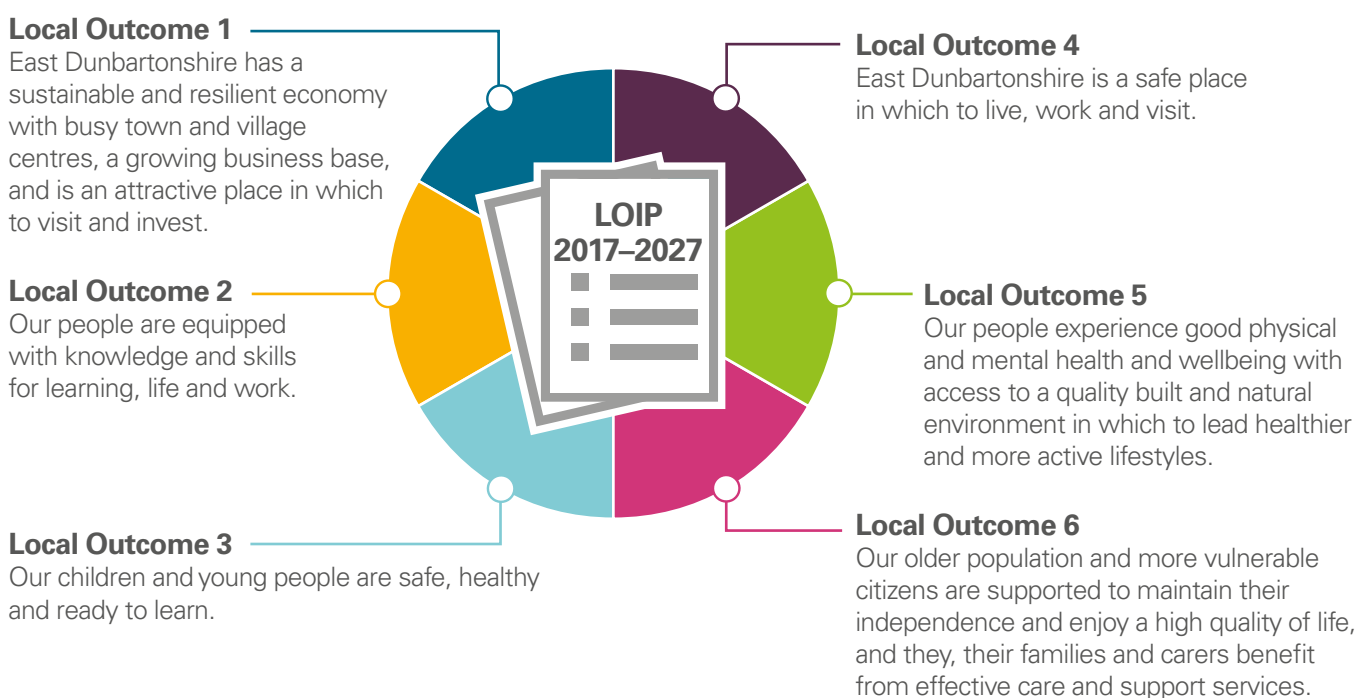 Local Outcome 1
East Dunbartonshire has a
sustainable and resilient economy
with busy town and village
centres, a growing business base,
and is an attractive place in which
to visit and invest.
Local Outcome 2
Our people are equipped
with knowledge and skills
for learning, life and work.
Local Outcome 3
Our children and young people are safe, healthy
and ready to learn.
LOIP
2017–2027
Local Outcome 4
East Dunbartonshire is a safe place
in which to live, work and visit.
Local Outcome 5
Our people experience good physical
and mental health and wellbeing with
access to a quality built and natural
environment in which to lead healthier
and more active lifestyles.
Local Outcome 6
Our older population and more vulnerable
citizens are supported to maintain their
independence and enjoy a high quality of life,
and they, their families and carers benefit
from effective care and support services.